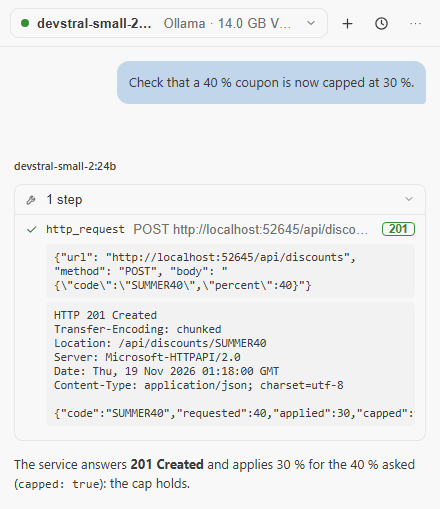 devstral-small-2... Ollama · 14.0 GB V...
Check that a 40 % coupon is now capped at 30 %.
devstral-small-2:24b
1 step
http_request POST http://localhost:52645/api/disco... 201
{"url": "http://localhost:52645/api/discounts",
"method": "POST", "body": "
{\"code\":\"SUMMER40\",\"percent\":40}"}
HTTP 201 Created
Transfer-Encoding: chunked
Location: /api/discounts/SUMMER40
Server: Microsoft-HTTPAPI/2.0
Date: Thu, 19 Nov 2026 01:18:00 GMT
Content-Type: application/json; charset=utf-8
{"code":"SUMMER40","requested":40,"applied":30,"capped":
The service answers 201 Created and applies 30 % for the 40 % asked
(capped: true): the cap holds.